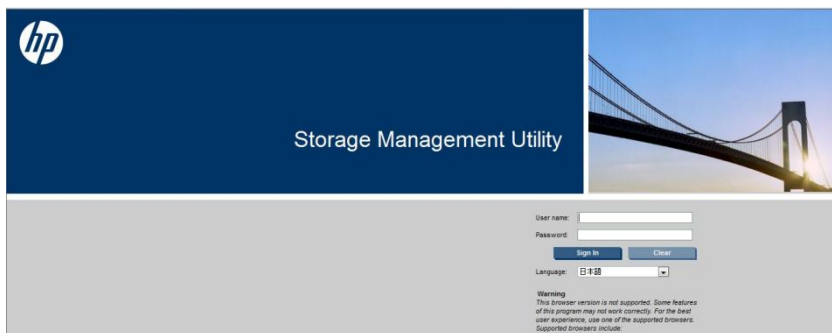 hp
Storage Management Utility
User name:
Password:
Sign In Clear
Language: 日本語
Warning
This browser version is not supported. Some features
of this program may not work correctly. For the best
user experience, use one of the supported browsers.
Supported browsers include: